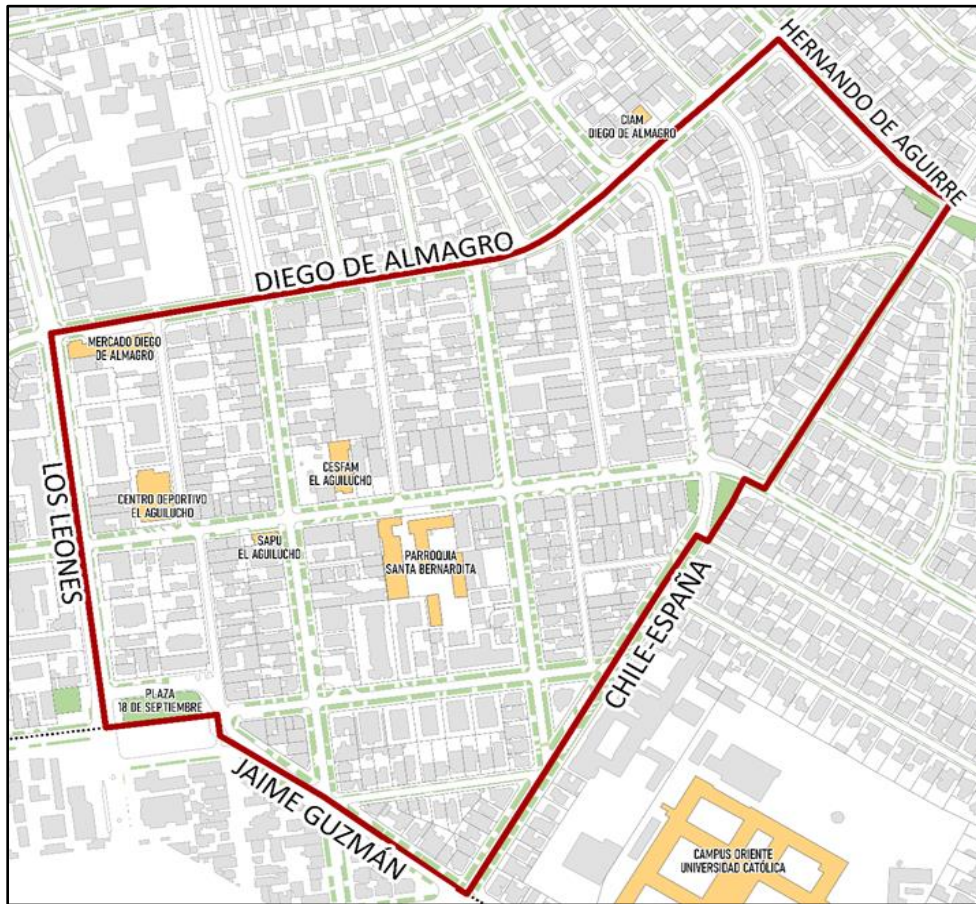 HERNANDO DE AGUIRRE
CIAM
DIEGO DE ALMAGRO
DIEGO DE ALMAGRO
MERCADO DIEGO
DE ALMAGRO
LOS LEONES
CESFAM
EL AGUILUCHO
CENTRO DEPORTIVO
EL AGUILUCHO
SAPU
EL AGUILUCHO
PARROQUIA
SANTA BERNARDITA
CHILE-ESPAÑA
PLAZA
18 DE SEPTIEMBRE
JAIME GUZMÁN
CAMPUS ORIENTE
UNIVERSIDAD CATÓLICA